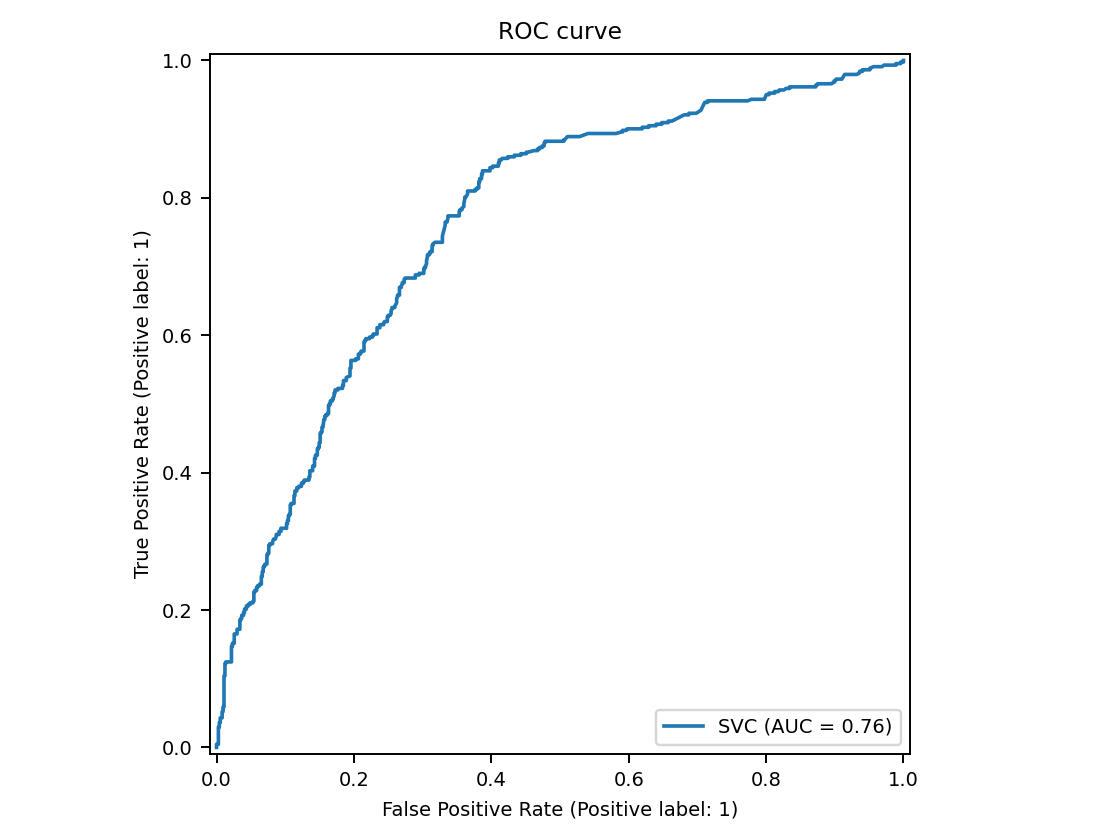 ROC curve
True Positive Rate (Positive label: 1)
1.0
0.8
0.6
0.4
0.2
0.0
SVC (AUC = 0.76)
0.0 0.2 0.4 0.6 0.8 1.0
False Positive Rate (Positive label: 1)